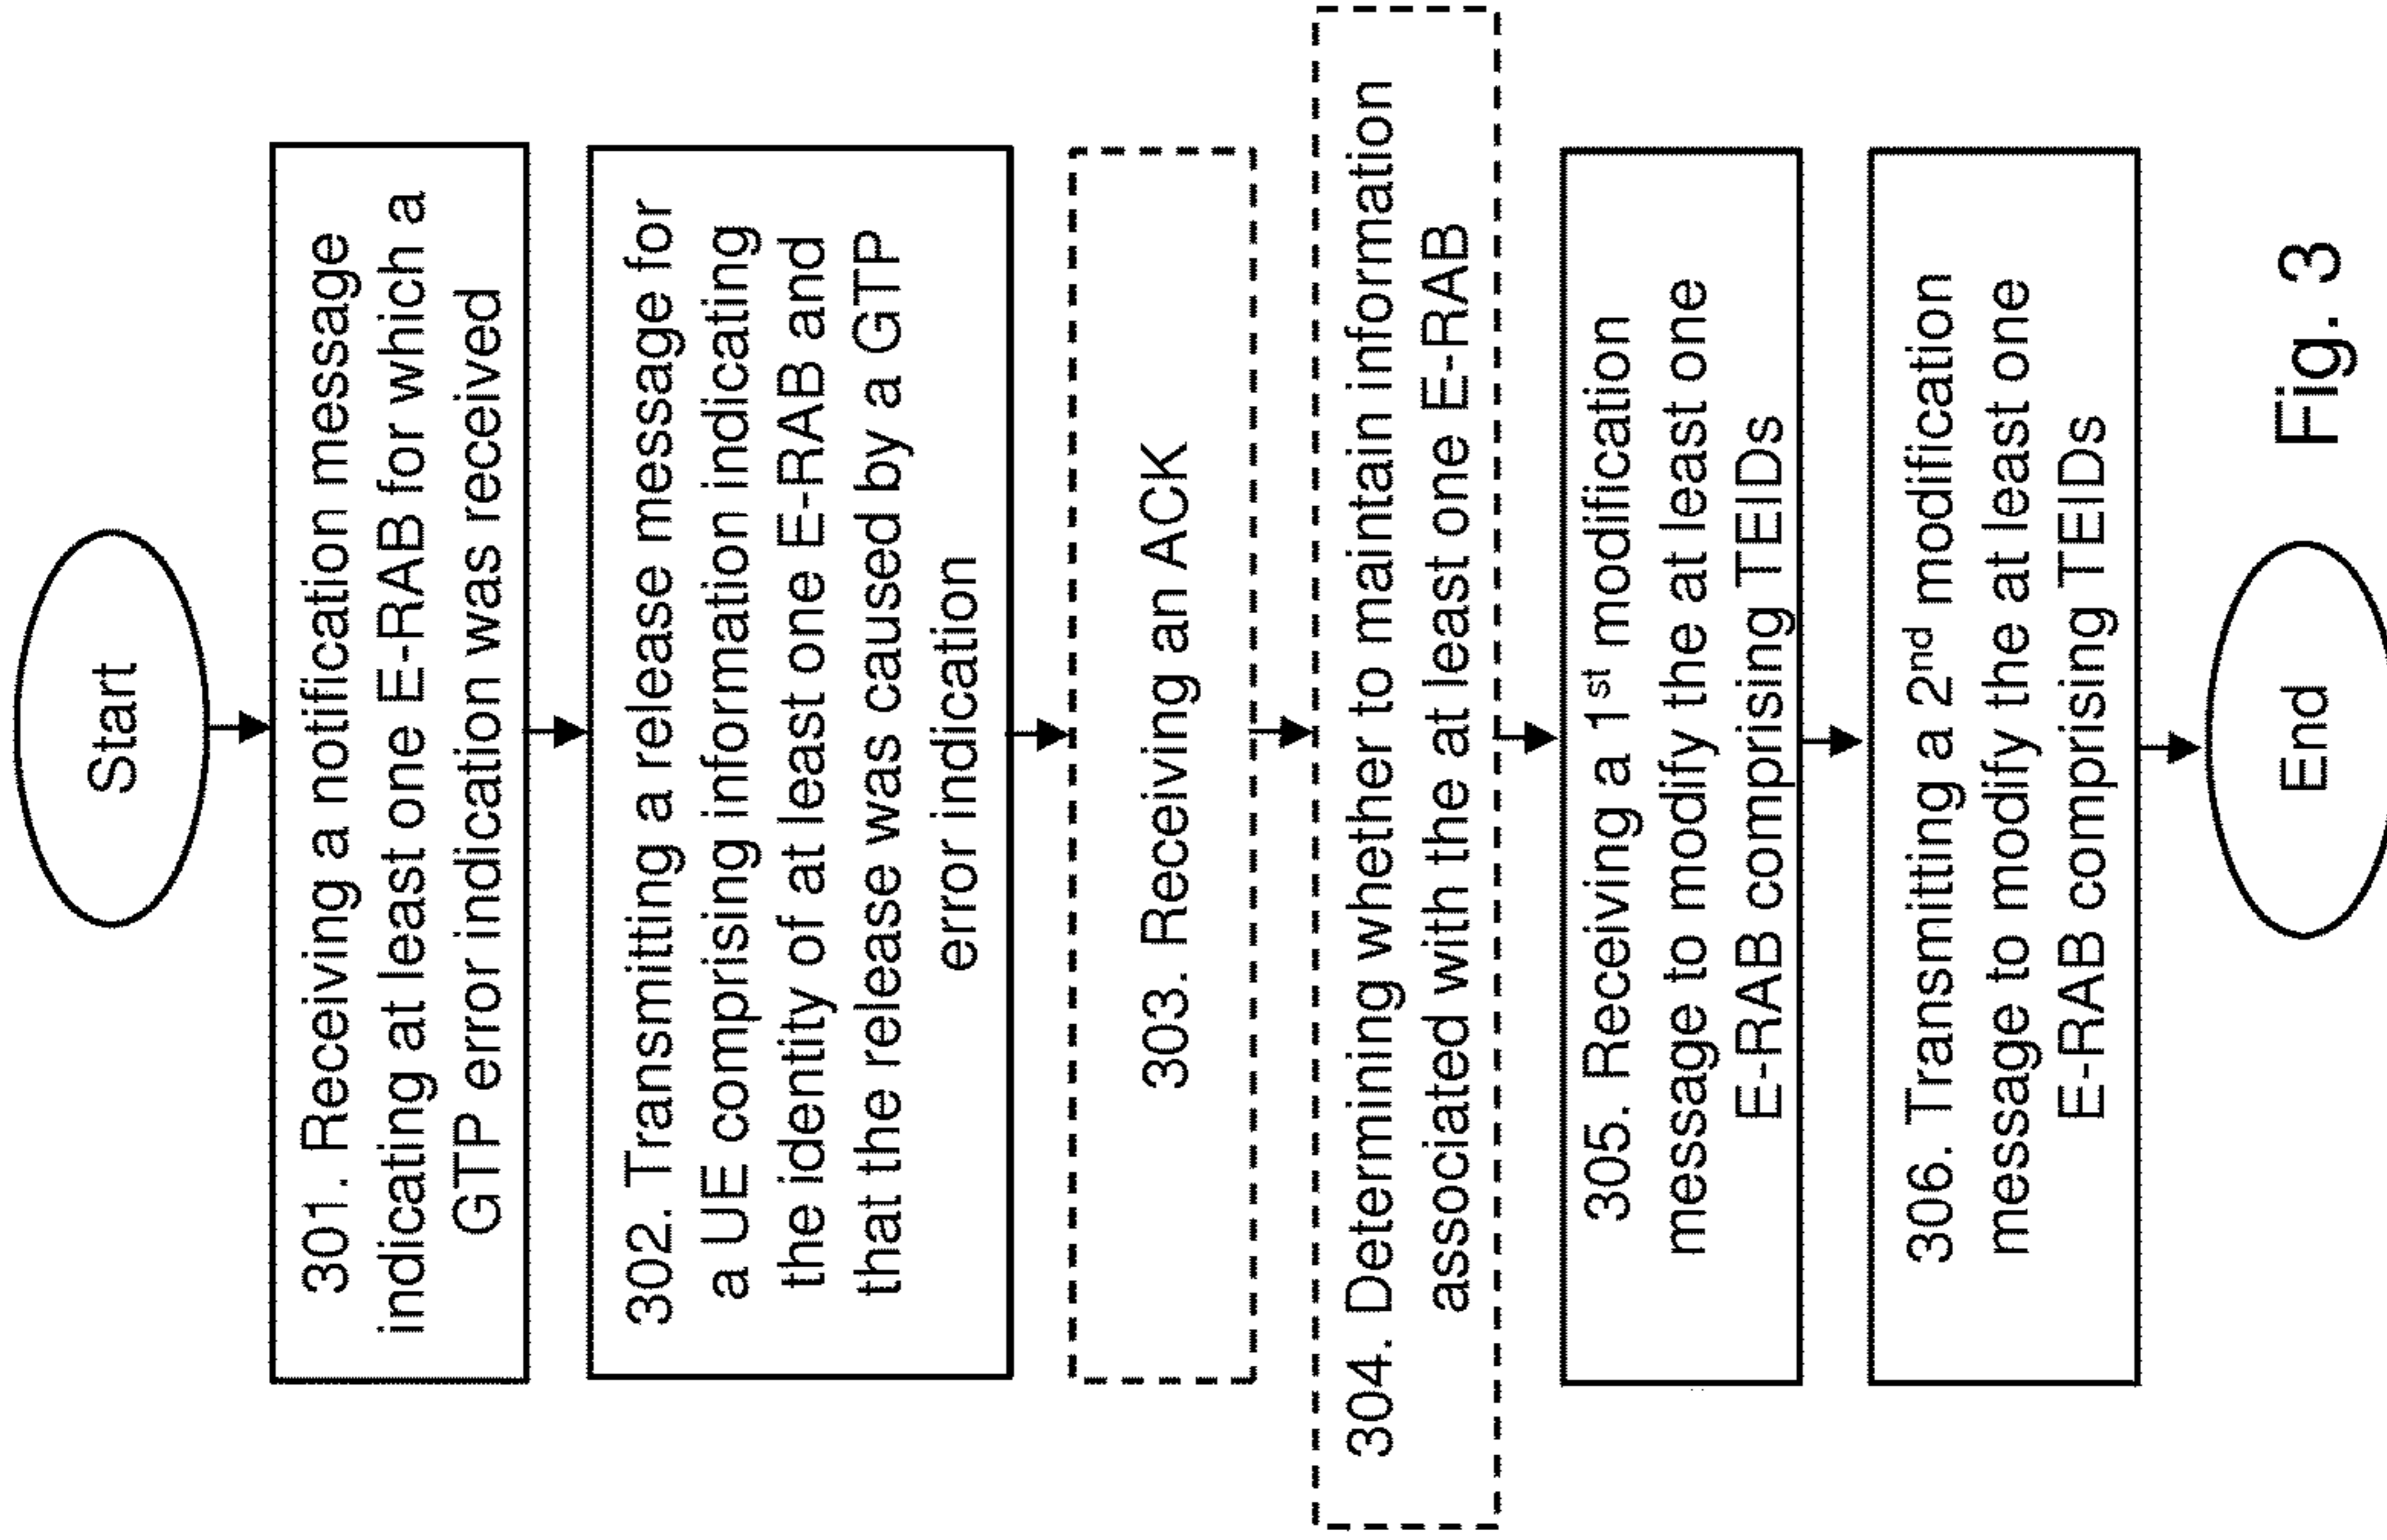 Start
301. Receiving a notification message
indicating at least one E-RAB for which a
GTP error indication was received
302. Transmitting a release message for
a UE comprising information indicating
the identity of at least one E-RAB and
that the release was caused by a GTP
error indication
303. Receiving an ACK
304. Determining whether to maintain information
associated with the at least one E-RAB
305. Receiving a 1st modification
message to modify the at least one
E-RAB comprising TEIDs
306. Transmitting a 2nd modification
message to modify the at least one
E-RAB comprising TEIDs
End
Fig. 3